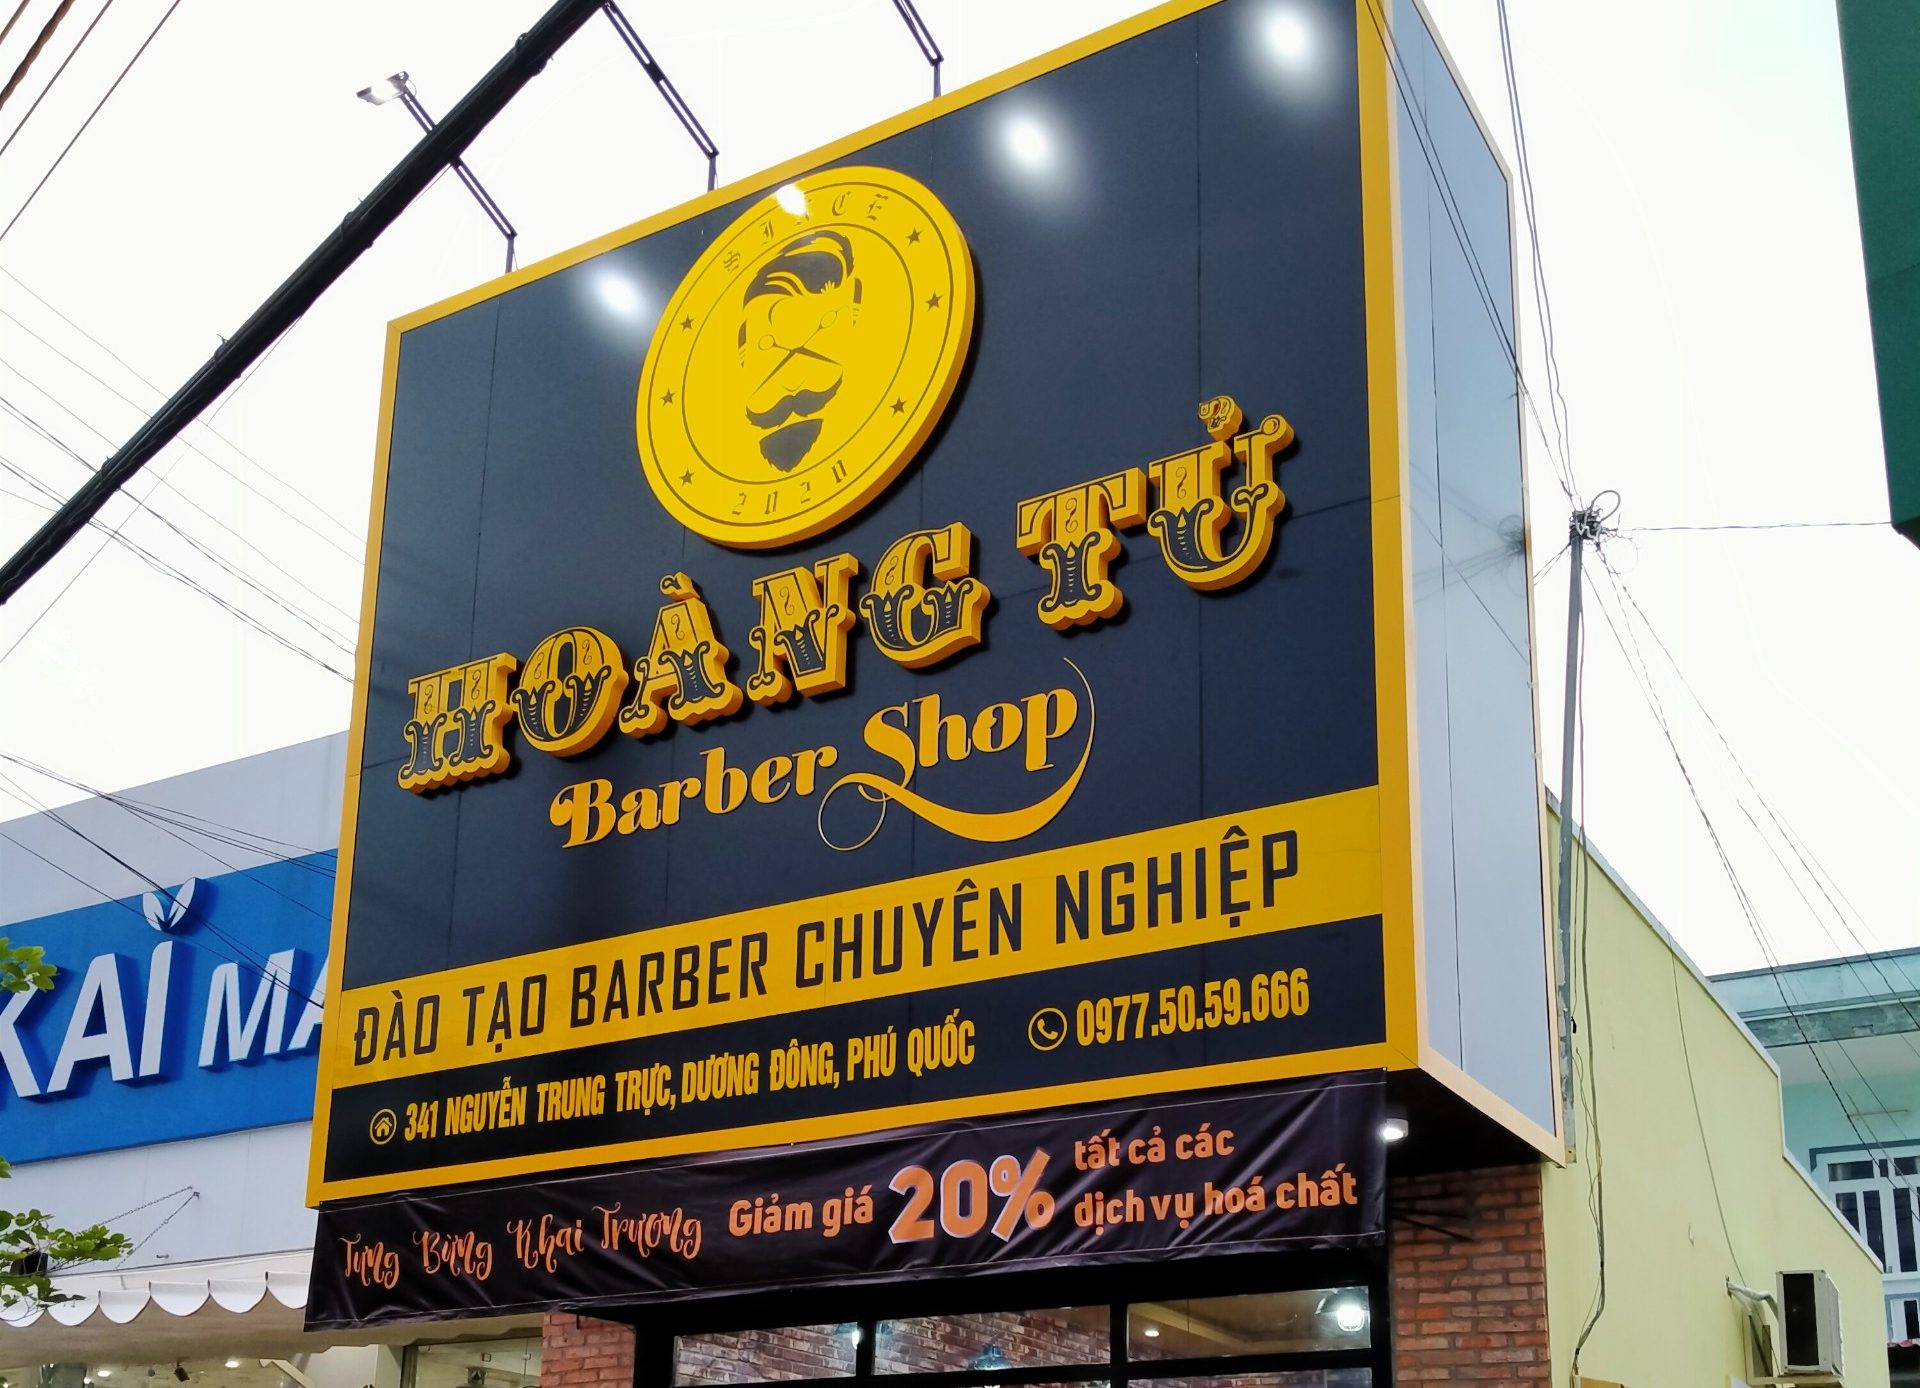 SINCE
2020
HOÀNG TỬ
Barber Shop
ĐÀO TẠO BARBER CHUYÊN NGHIỆP
341 NGUYỄN TRUNG TRỰC, DƯƠNG ĐÔNG, PHÚ QUỐC
0977.50.59.666
Tưng Bừng Khai Trương
Giảm giá 20% tất cả các
dịch vụ hoá chất
KAI MA